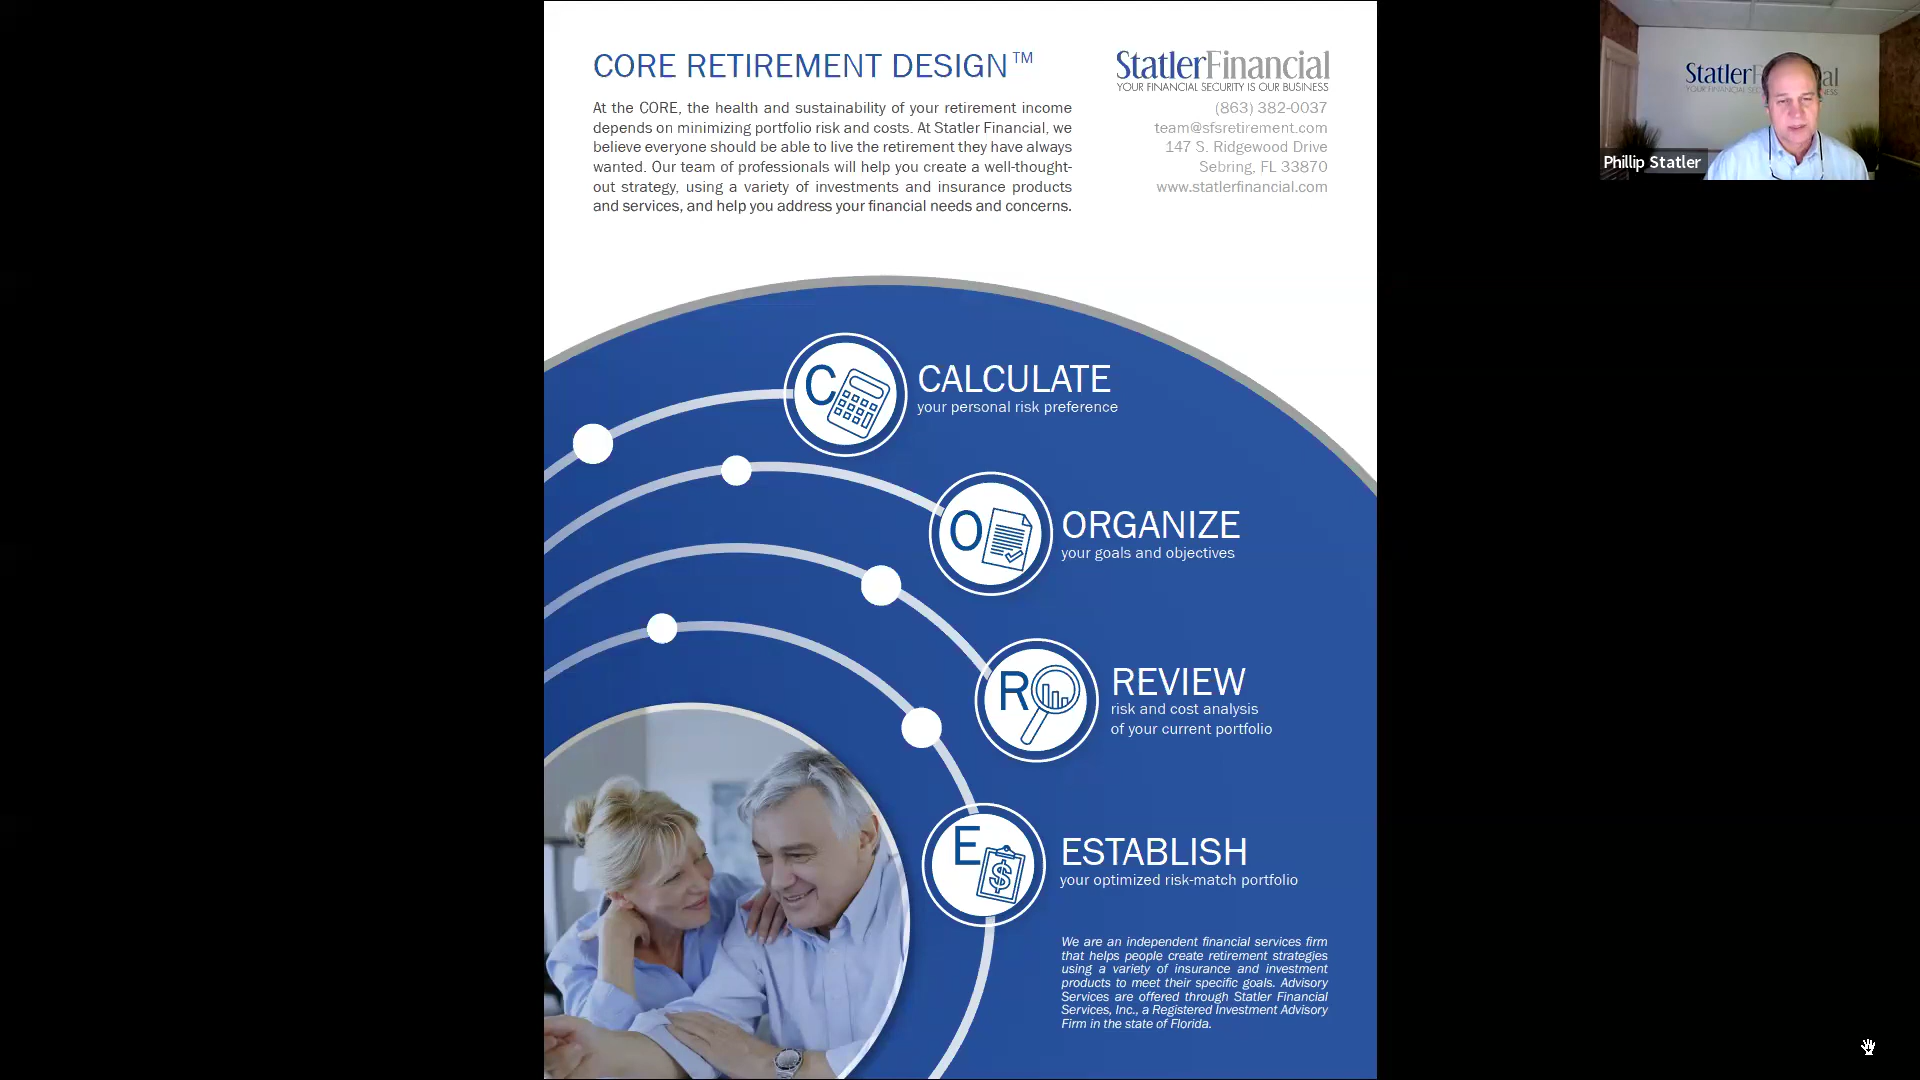 CORE RETIREMENT DESIGN™
At the CORE, the health and sustainability of your retirement income
depends on minimizing portfolio risk and costs. At Statler Financial, we
believe everyone should be able to live the retirement they have always
wanted. Our team of professionals will help you create a well-thought-
out strategy, using a variety of investments and insurance products
and services, and help you address your financial needs and concerns.
StatlerFinancial
YOUR FINANCIAL SECURITY IS OUR BUSINESS
(863) 382-0037
team@sfsretirement.com
147 S. Ridgewood Drive
Sebring, FL 33870
www.statlerfinancial.com
C
CALCULATE
your personal risk preference
O
ORGANIZE
your goals and objectives
R
REVIEW
risk and cost analysis
of your current portfolio
E
$
ESTABLISH
your optimized risk-match portfolio
We are an independent financial services firm
that helps people create retirement strategies
using a variety of insurance and investment
products to meet their specific goals. Advisory
Services are offered through Statler Financial
Services, Inc., a Registered Investment Advisory
Firm in the state of Florida.
Statler
YOUR FINANCIAL
Phillip Statler